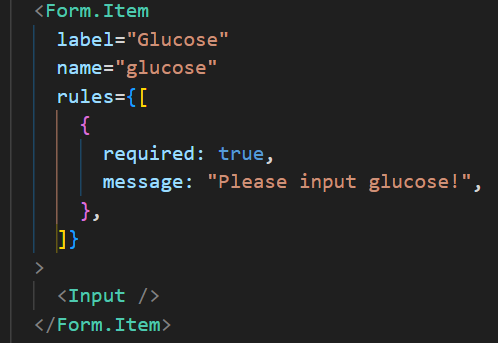 <Form.Item
label="Glucose"
name="glucose"
rules={[
{
required: true,
message: "Please input glucose!",
},
]}
>
<Input />
</Form.Item>